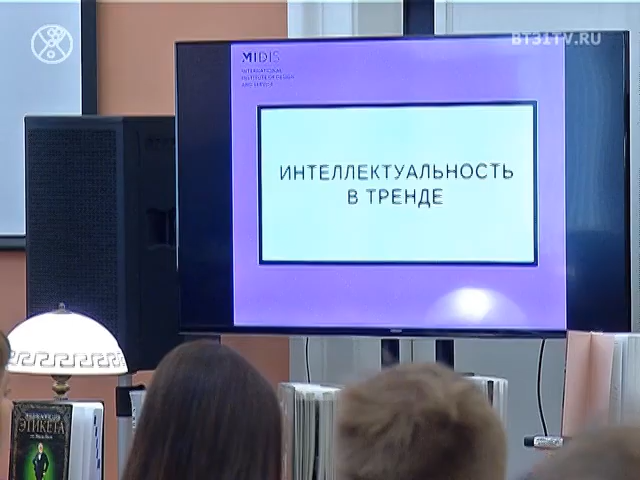 BT31TV.RU
MIDIS
INTERNATIONAL
INSTITUTE OF DESIGN
AND SERVICE
ИНТЕЛЛЕКТУАЛЬНОСТЬ
В ТРЕНДЕ
ЭТИКЕТА